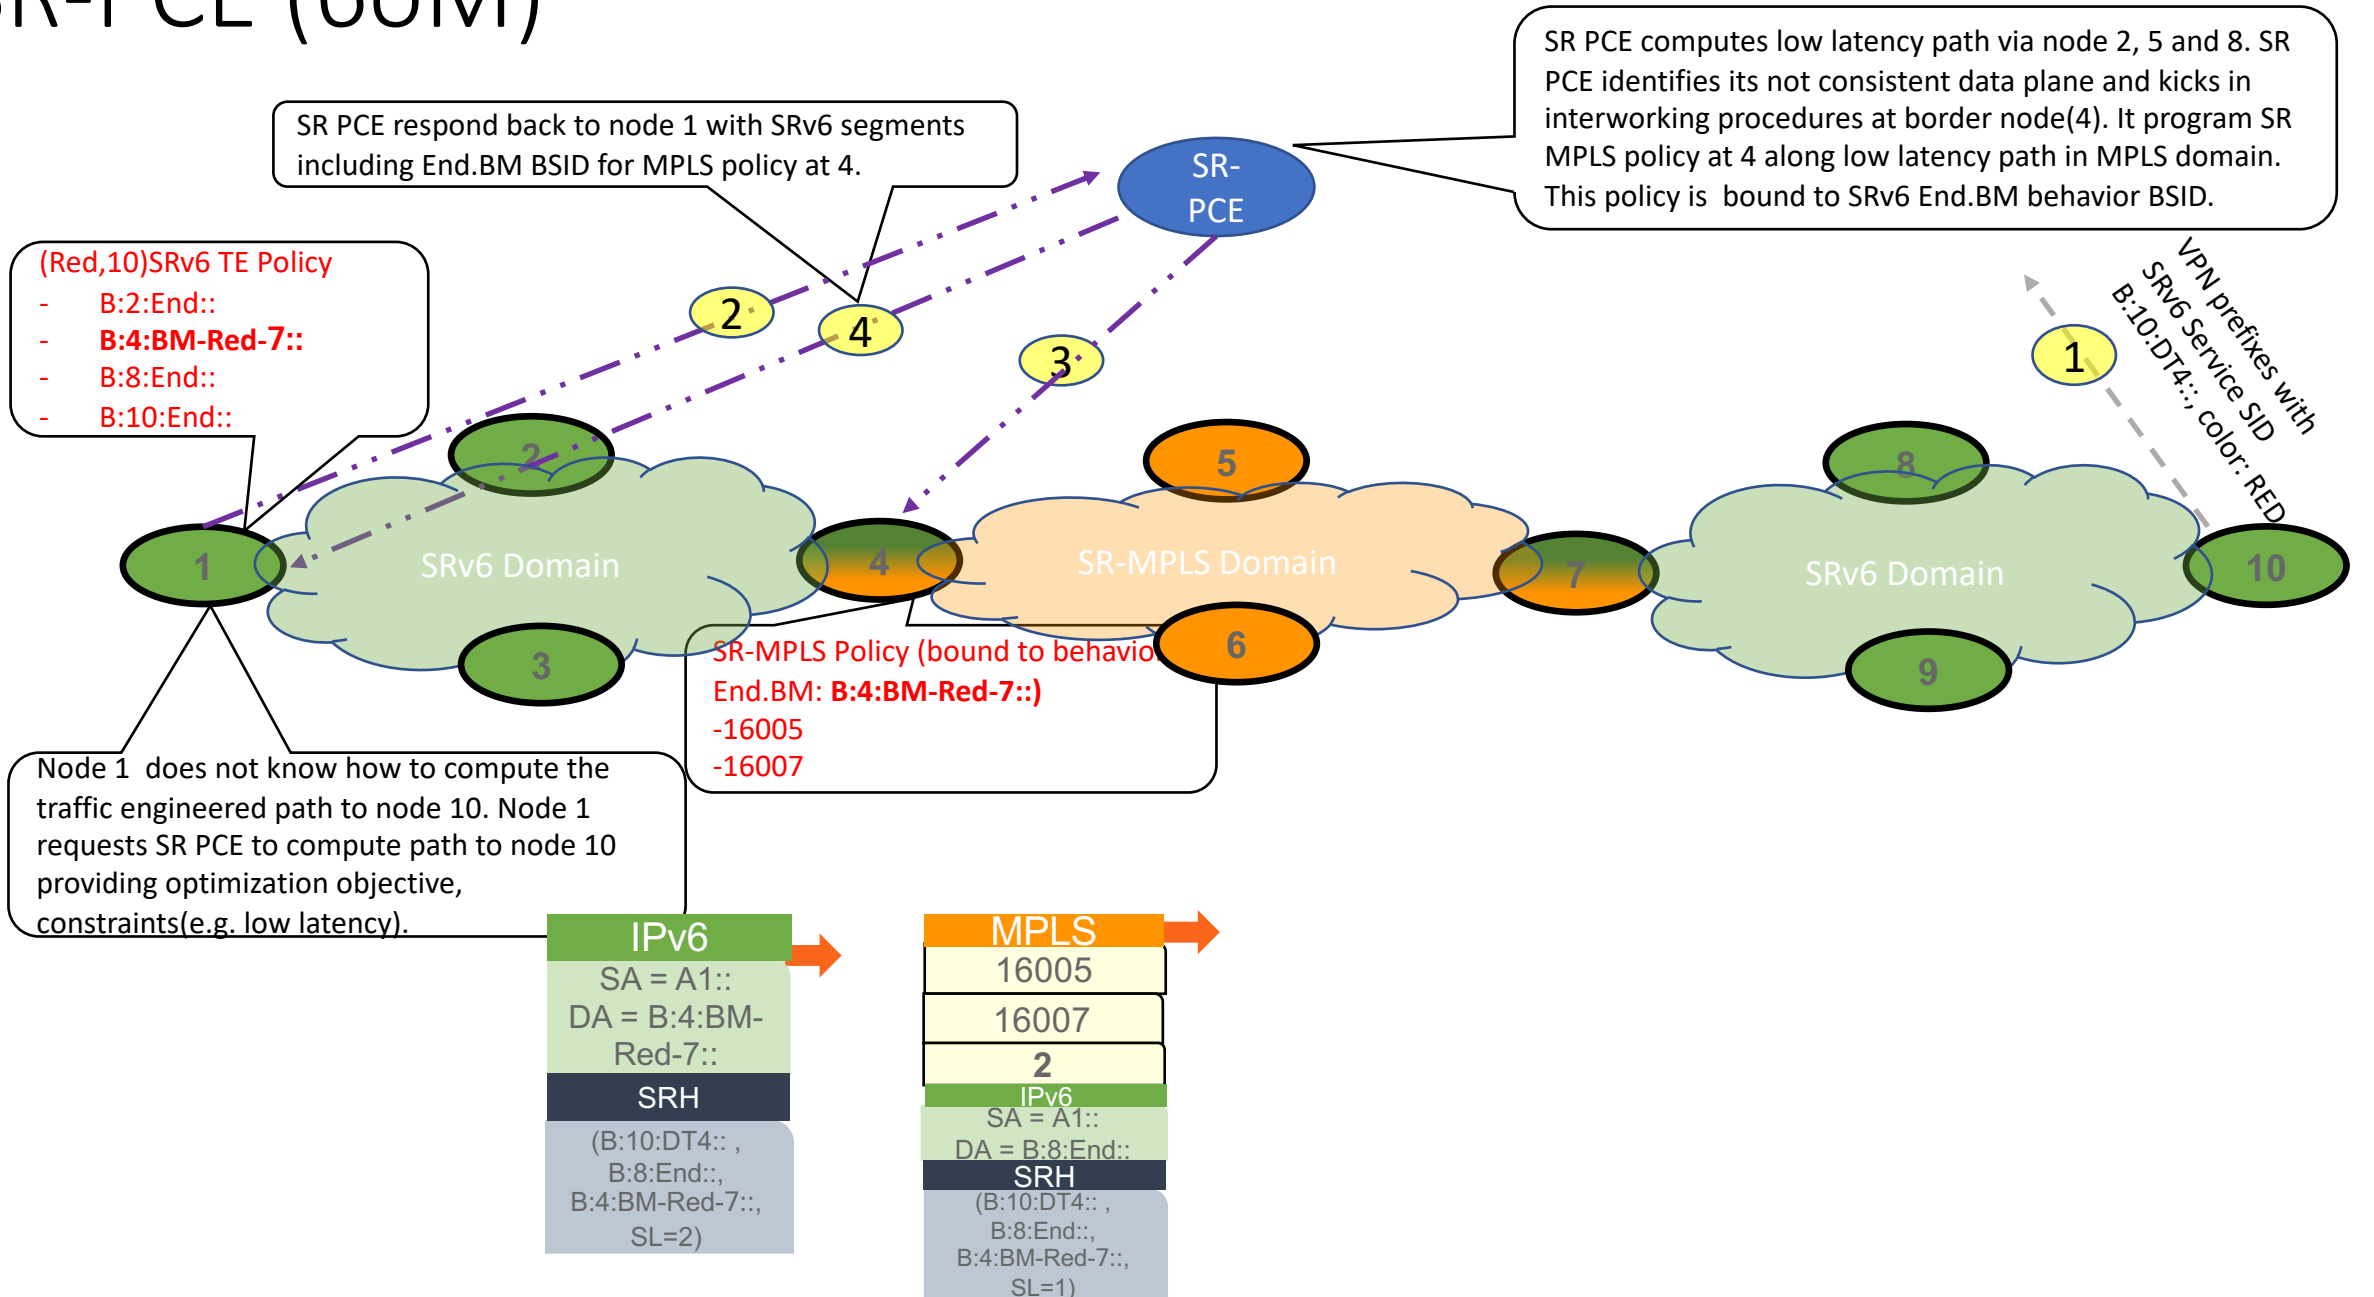 SR-PCE (6oM)
SR PCE computes low latency path via node 2, 5 and 8. SR
PCE identifies its not consistent data plane and kicks in
interworking procedures at border node(4). It program SR
MPLS policy at 4 along low latency path in MPLS domain.
This policy is bound to SRv6 End.BM behavior BSID.
SR PCE respond back to node 1 with SRv6 segments
including End.BM BSID for MPLS policy at 4.
SR-
PCE
(Red,10)SRv6 TE Policy
- B:2:End::
- B:4:BM-Red-7::
- B:8:End::
- B:10:End::
2
4
3
1
VPN prefixes with
SRv6 Service SID
B:10:DT4::, color: RED
2
5
8
1
SRv6 Domain
4
SR-MPLS Domain
7
SRv6 Domain
10
3
6
9
SR-MPLS Policy (bound to behavio
End.BM: B:4:BM-Red-7::)
-16005
-16007
Node 1 does not know how to compute the
traffic engineered path to node 10. Node 1
requests SR PCE to compute path to node 10
providing optimization objective,
constraints(e.g. low latency).
IPv6
SA = A1::
DA = B:4:BM-
Red-7::
SRH
(B:10:DT4:: ,
B:8:End::,
B:4:BM-Red-7::,
SL=2)
MPLS
16005
16007
2
IPv6
SA = A1::
DA = B:8:End::
SRH
(B:10:DT4:: ,
B:8:End::,
B:4:BM-Red-7::,
SL=1)